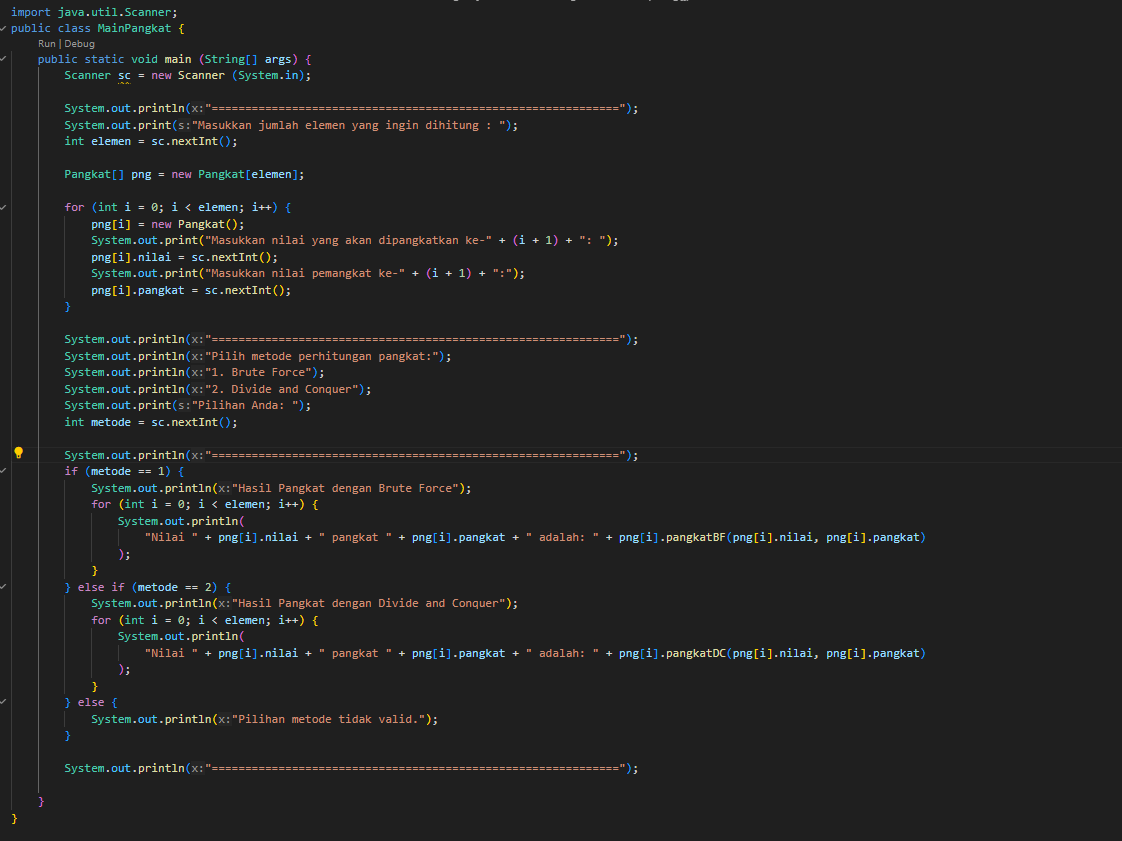 import java.util.Scanner;
public class MainPangkat {
Run | Debug
public static void main (String[] args) {
Scanner sc = new Scanner (System.in);
System.out.println(x:"=============================================================");
System.out.print(s:"Masukkan jumlah elemen yang ingin dihitung : ");
int elemen = sc.nextInt();
Pangkat[] png = new Pangkat[elemen];
for (int i = 0; i < elemen; i++) {
png[i] = new Pangkat();
System.out.print("Masukkan nilai yang akan dipangkatkan ke-" + (i + 1) + ": ");
png[i].nilai = sc.nextInt();
System.out.print("Masukkan nilai pemangkat ke-" + (i + 1) + ":");
png[i].pangkat = sc.nextInt();
}
System.out.println(x:"=============================================================");
System.out.println(x:"Pilih metode perhitungan pangkat:");
System.out.println(x:"1. Brute Force");
System.out.println(x:"2. Divide and Conquer");
System.out.print(s:"Pilihan Anda: ");
int metode = sc.nextInt();
System.out.println(x:"=============================================================");
if (metode == 1) {
System.out.println(x:"Hasil Pangkat dengan Brute Force");
for (int i = 0; i < elemen; i++) {
System.out.println(
"Nilai " + png[i].nilai + " pangkat " + png[i].pangkat + " adalah: " + png[i].pangkatBF(png[i].nilai, png[i].pangkat)
);
}
} else if (metode == 2) {
System.out.println(x:"Hasil Pangkat dengan Divide and Conquer");
for (int i = 0; i < elemen; i++) {
System.out.println(
"Nilai " + png[i].nilai + " pangkat " + png[i].pangkat + " adalah: " + png[i].pangkatDC(png[i].nilai, png[i].pangkat)
);
}
} else {
System.out.println(x:"Pilihan metode tidak valid.");
}
System.out.println(x:"=============================================================");
}
}